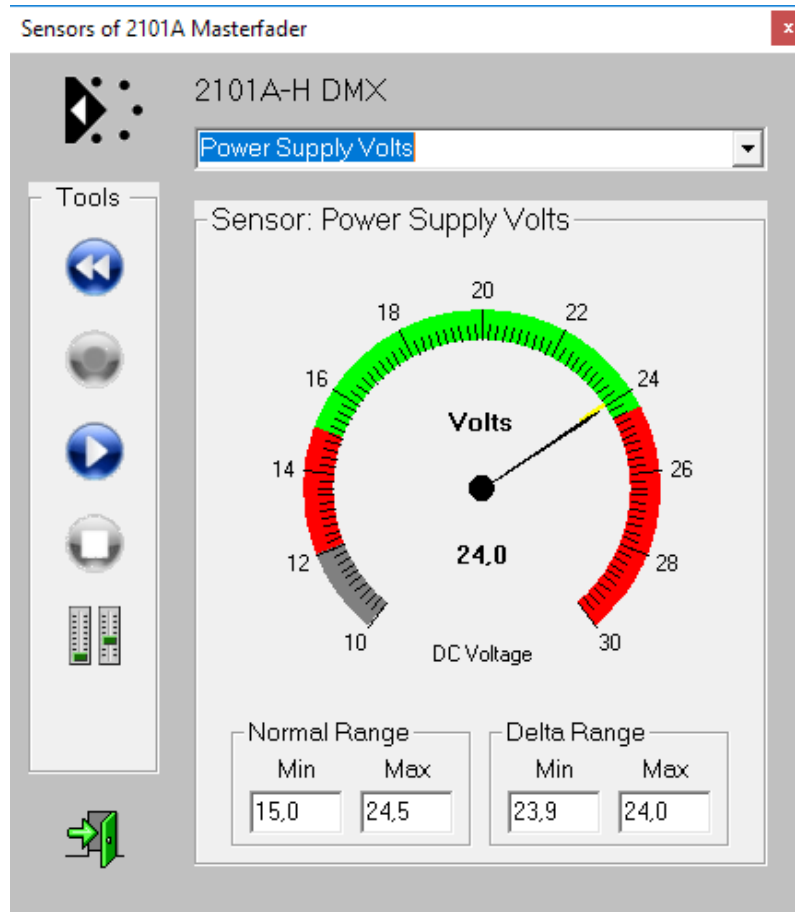 Sensors of 2101A Masterfader
x
2101A-H DMX
Power Supply Volts
Tools
Sensor: Power Supply Volts
20
18
22
16
24
Volts
14
26
12
24,0
28
10
DC Voltage
30
Normal Range
Min Max
15,0 24,5
Delta Range
Min Max
23,9 24,0